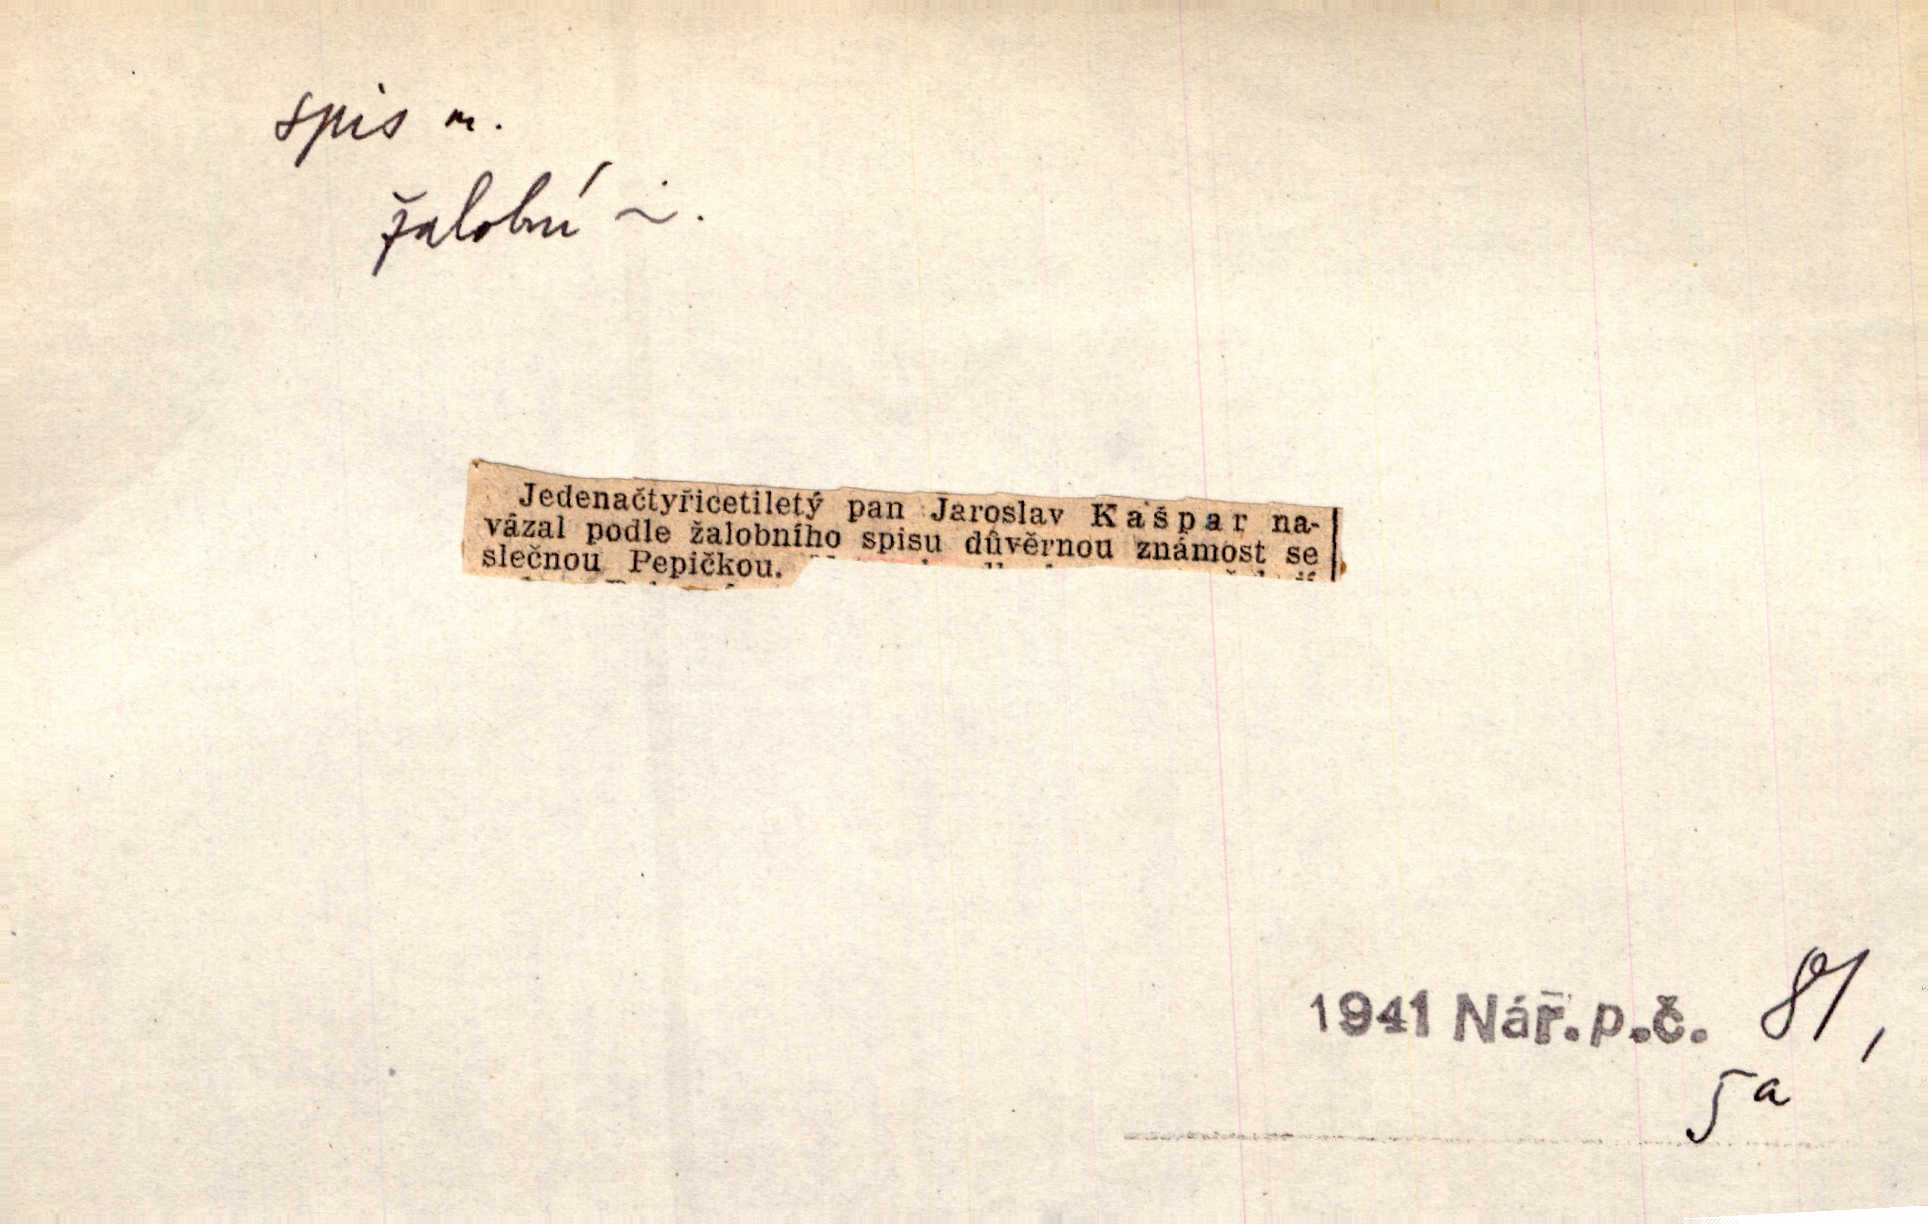 spis m.
žalobní ~.
Jedenačtyřicetiletý pan Jaroslav Kašpar na-
vázal podle žalobního spisu důvěrnou známost se
slečnou Pepičkou.
1941 Nář. p. č. 81,
5a